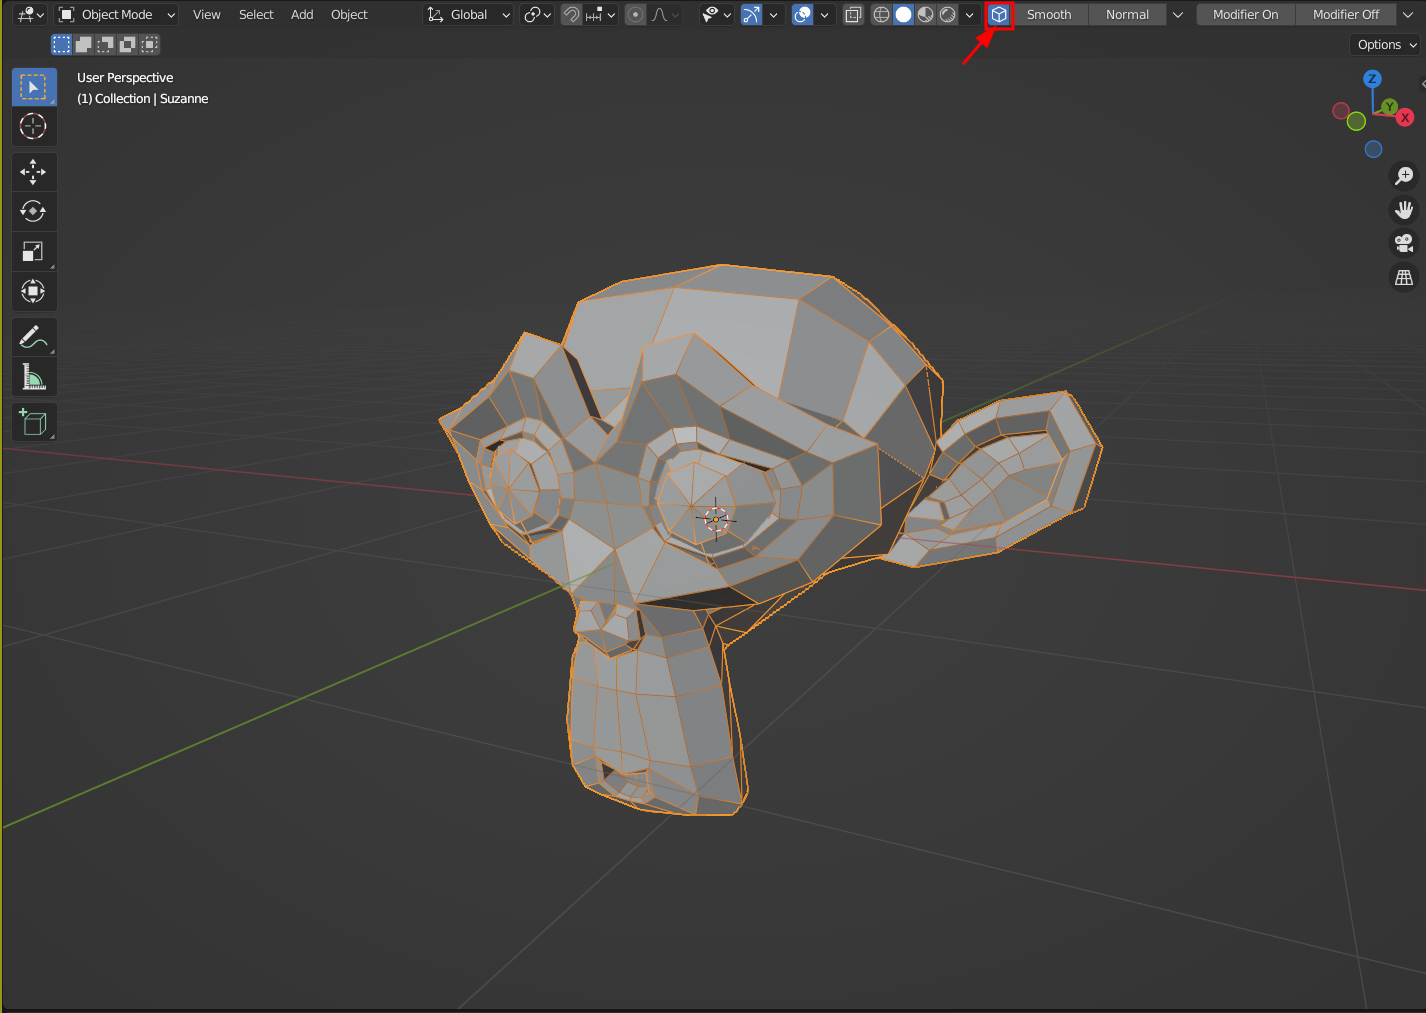 Object Mode View Select Add Object Global Smooth Normal Modifier On Modifier Off
Options
User Perspective
(1) Collection | Suzanne
Z
Y
X